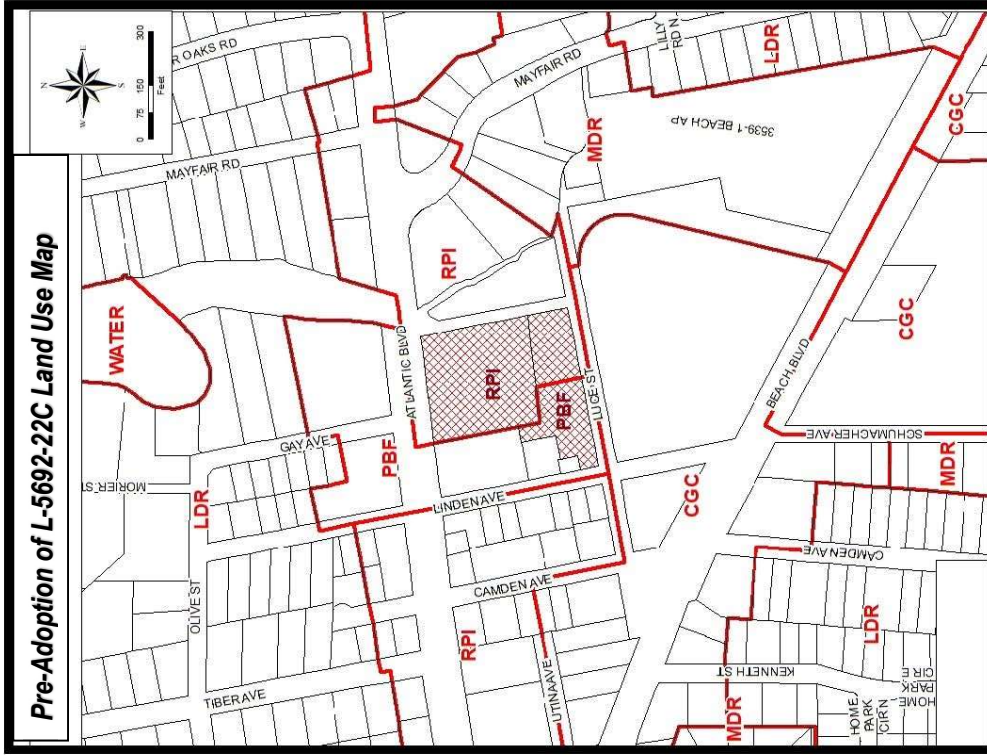 Pre-Adoption of L-5692-22C Land Use Map
N
E
S
W
0
75
150
300
Feet
R OAKS RD
MAYFAIR RD
WATER
MAYFAIR RD
LILLY
RD N
LDR
MDR
3539-1 BEACH AP
RPI
CGC
ATLANTIC BLVD
GAY AVE
PBF
MORIER ST
LDR
LINDEN AVE
RPI
PBF
LUCE ST
OLIVE ST
CAMDEN AVE
CGC
BEACH BLVD
CGC
SCHUMACHER AVE
MDR
TIBER AVE
RPI
UTINA AVE
CAMDEN AVE
LDR
KENNETH ST
MDR
HOME
PARK
CIR N
HOME
PARK
CIR E